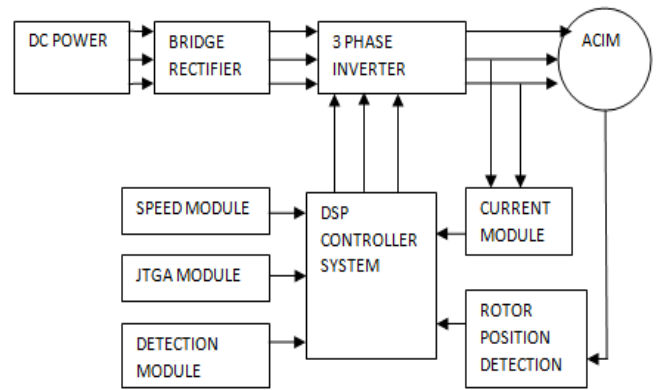 DC POWER
BRIDGE
RECTIFIER
3 PHASE
INVERTER
ACIM
SPEED MODULE
JTGA MODULE
DETECTION
MODULE
DSP
CONTROLLER
SYSTEM
CURRENT
MODULE
ROTOR
POSITION
DETECTION